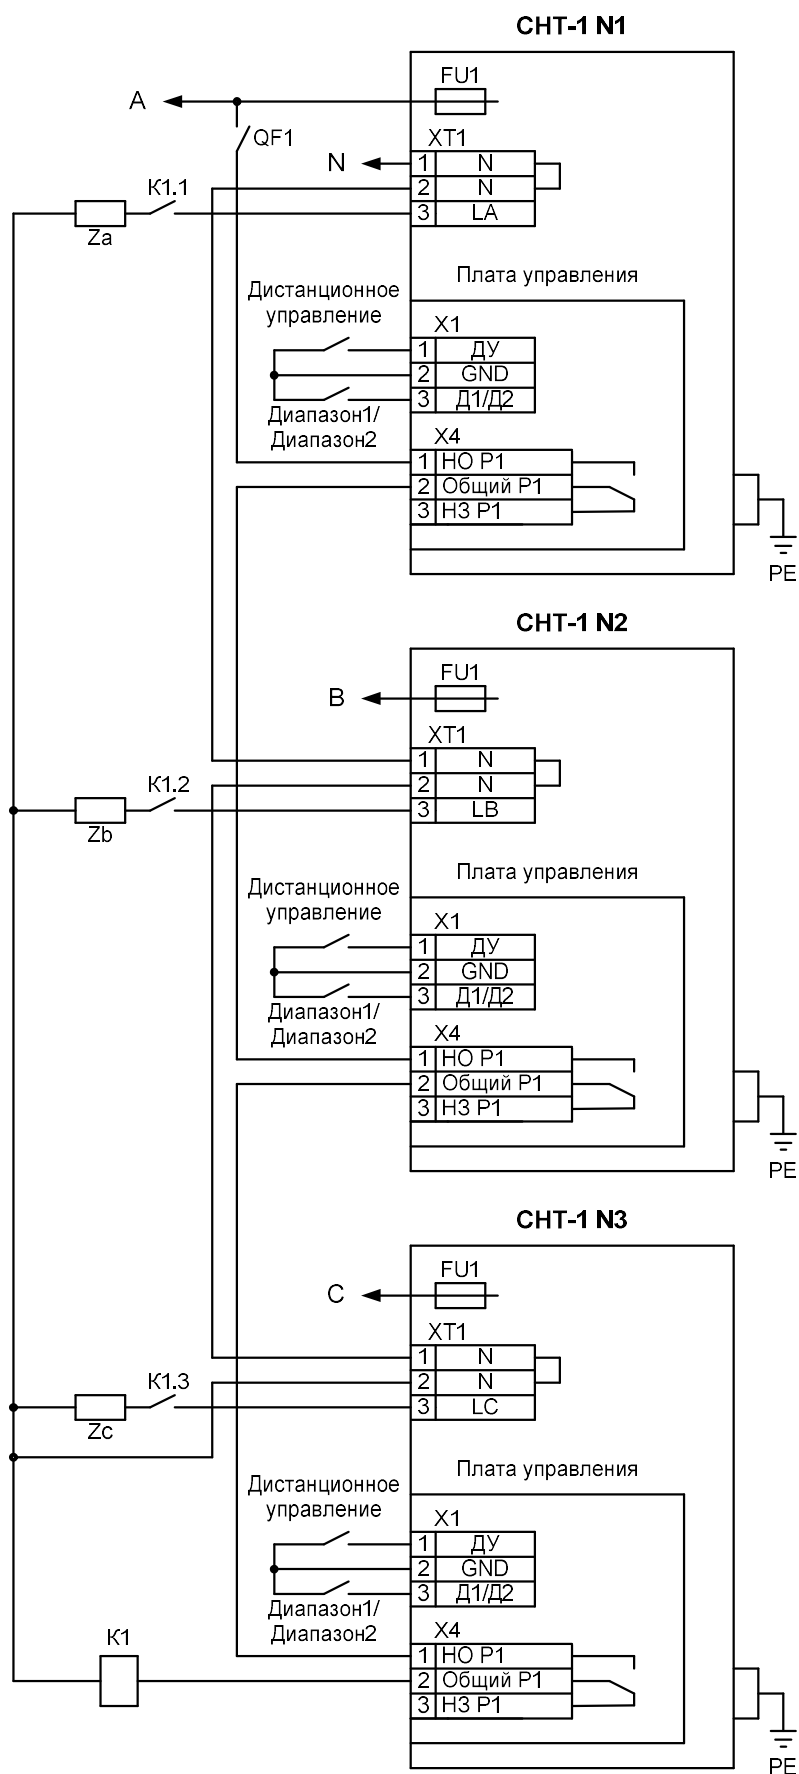 СНТ-1 N1
FU1
A
QF1
XT1
N
1 N
2 N
K1.1
3 LA
Za
Плата управления
Дистанционное
управление
X1
1 ДУ
2 GND
3 Д1/Д2
Диапазон1/
Диапазон2
X4
1 НО Р1
2 Общий Р1
3 НЗ Р1
PE
СНТ-1 N2
FU1
B
XT1
1 N
2 N
K1.2
3 LB
Zb
Плата управления
Дистанционное
управление
X1
1 ДУ
2 GND
3 Д1/Д2
Диапазон1/
Диапазон2
X4
1 НО Р1
2 Общий Р1
3 НЗ Р1
PE
СНТ-1 N3
FU1
C
XT1
1 N
2 N
K1.3
3 LC
Zc
Плата управления
Дистанционное
управление
X1
1 ДУ
2 GND
3 Д1/Д2
Диапазон1/
Диапазон2
X4
K1
1 НО Р1
2 Общий Р1
3 НЗ Р1
PE